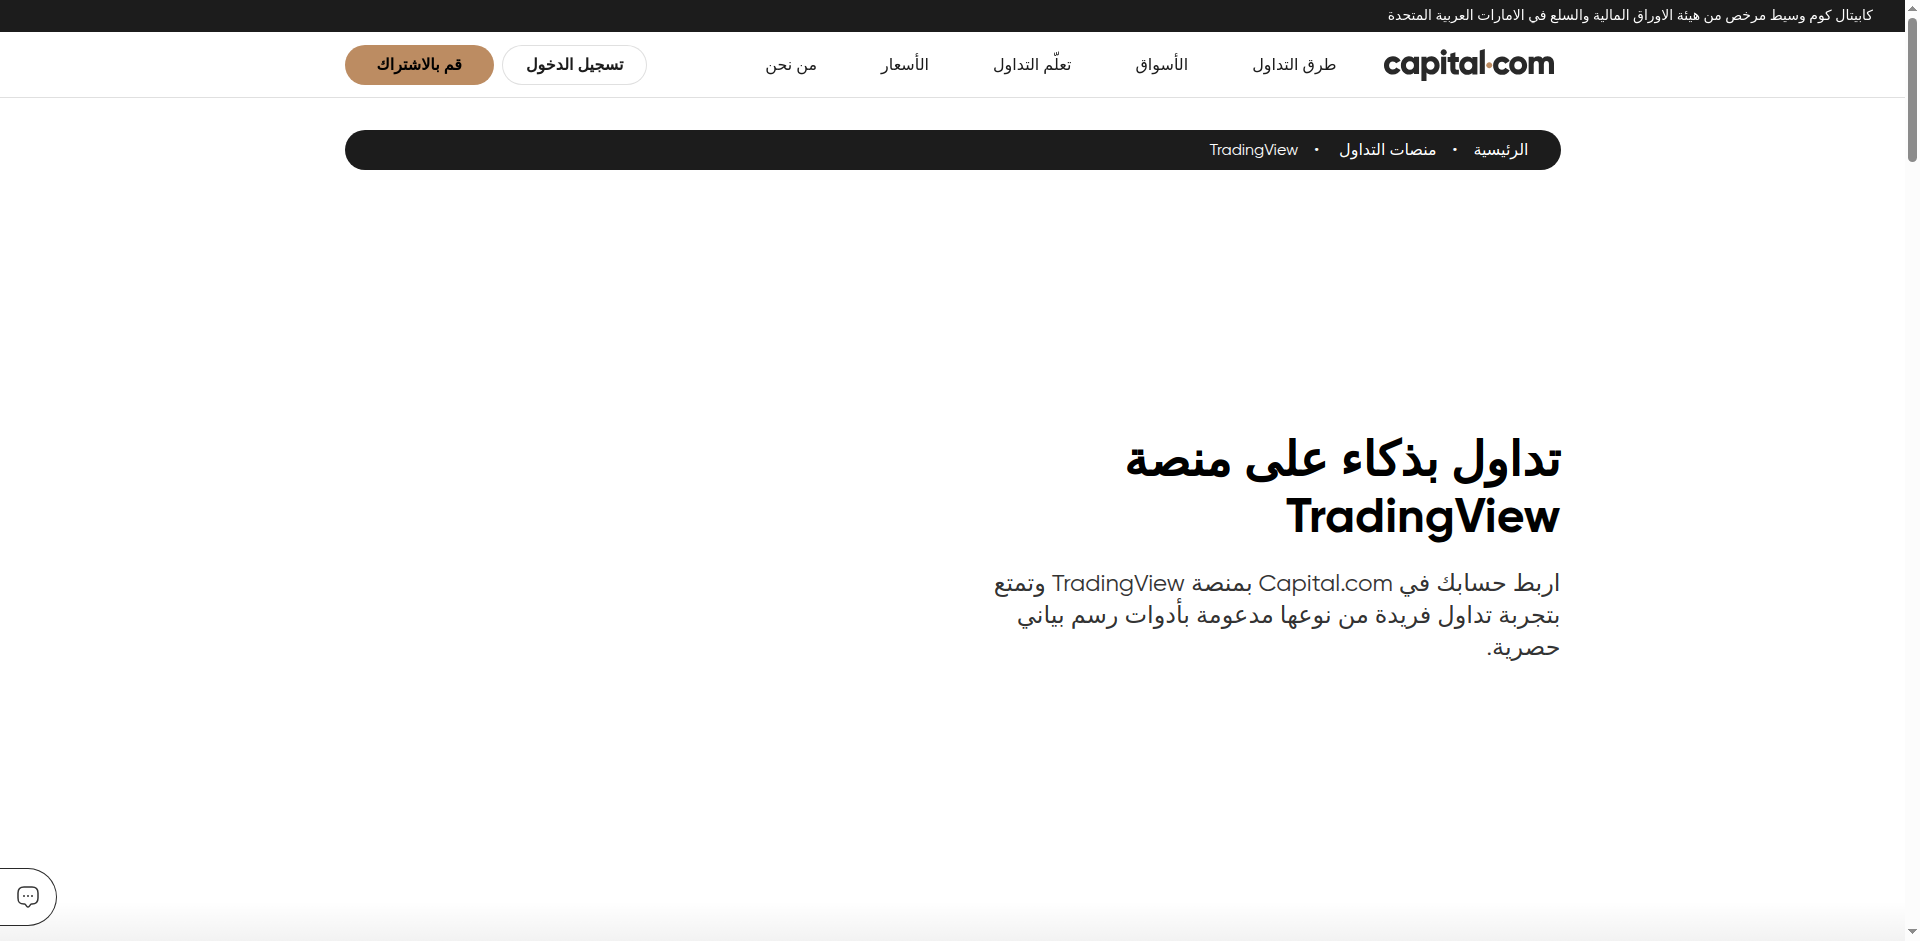 كابيتال كوم وسيط مرخص من هيئة الاوراق المالية والسلع في الامارات العربية المتحدة
capital.com
طرق التداول
الأسواق
تعلّم التداول
الأسعار
من نحن
تسجيل الدخول
قم بالاشتراك
الرئيسية • منصات التداول • TradingView
تداول بذكاء على منصة
TradingView
اربط حسابك في Capital.com بمنصة TradingView وتمتع
بتجربة تداول فريدة من نوعها مدعومة بأدوات رسم بياني
حصرية.